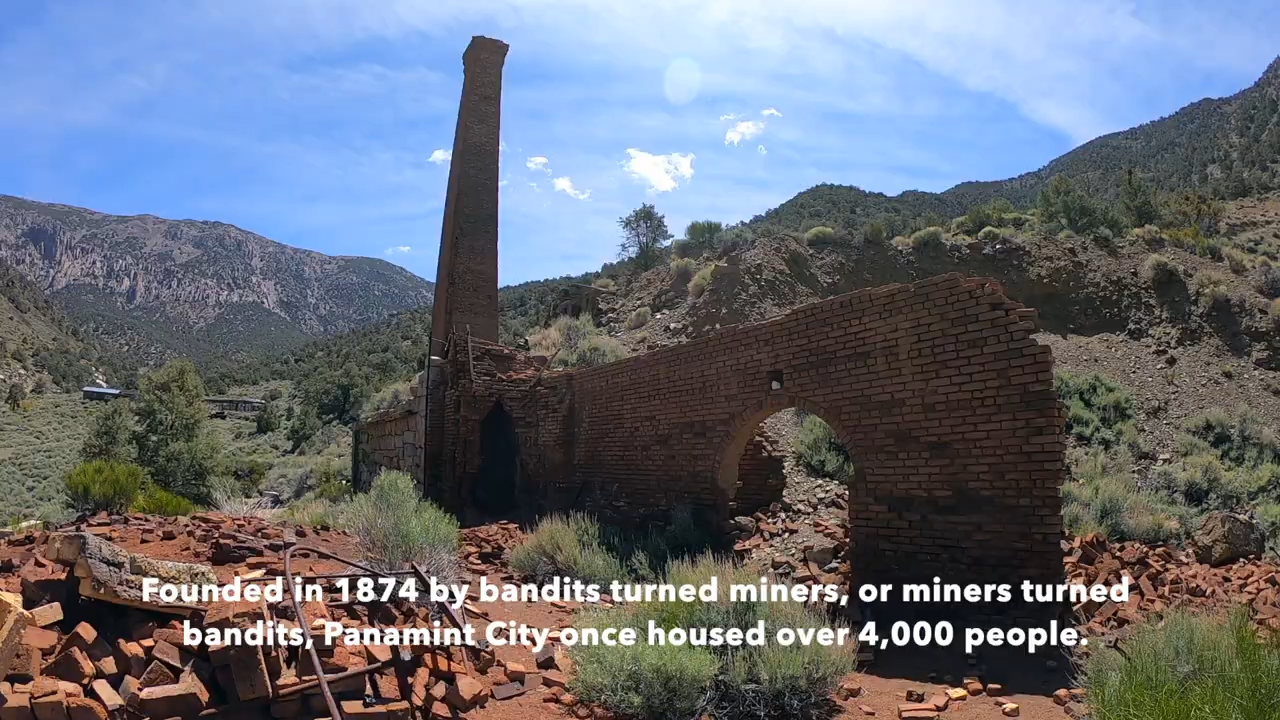 Founded in 1874 by bandits turned miners, or miners turned
bandits, Panamint City once housed over 4,000 people.